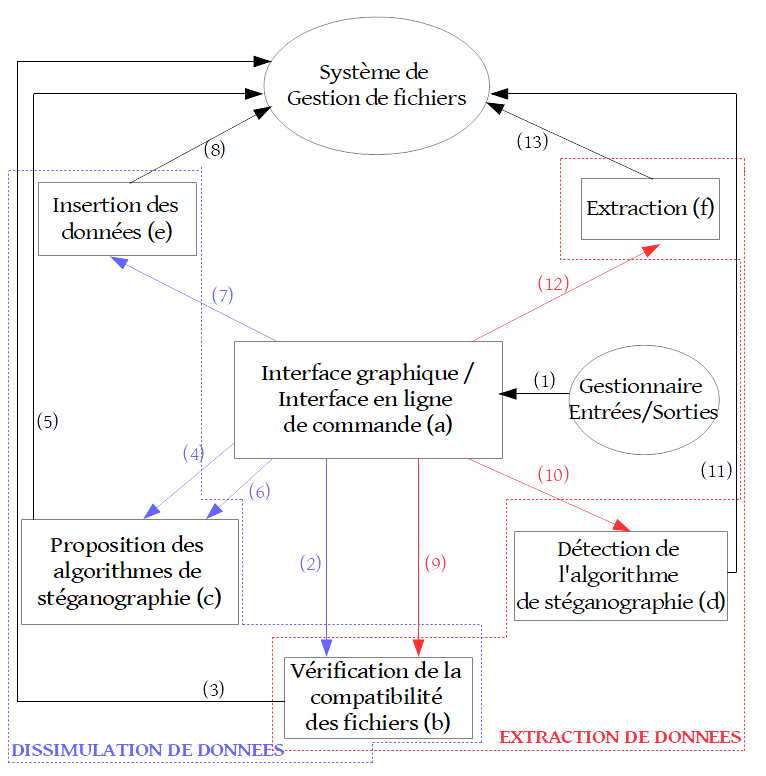 Système de
Gestion de fichiers
(8)
(13)
Insertion des
données (e)
Extraction (f)
(7)
(12)
Interface graphique /
Interface en ligne
de commande (a)
(1)
Gestionnaire
Entrées/Sorties
(5)
(4)
(6)
(10)
(11)
Proposition des
algorithmes de
stéganographie (c)
(2)
(9)
Détection de
l'algorithme
de stéganographie (d)
(3)
Vérification de la
compatibilité
des fichiers (b)
DISSIMULATION DE DONNEES
EXTRACTION DE DONNEES